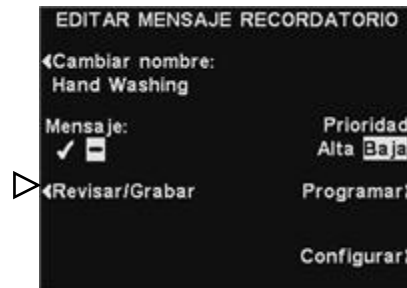 EDITAR MENSAJE RECORDATORIO
Cambiar nombre:
Hand Washing
Mensaje: Prioridad
Alta Baja
Revisar/Grabar Programar
Configurar